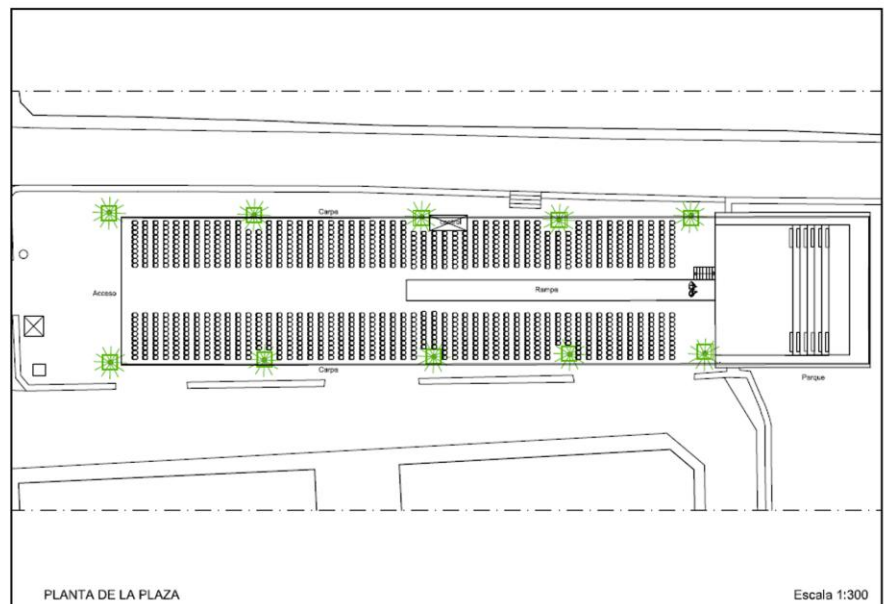 Carpa
Acceso
Rampa
Carpa
Parque
PLANTA DE LA PLAZA
Escala 1:300